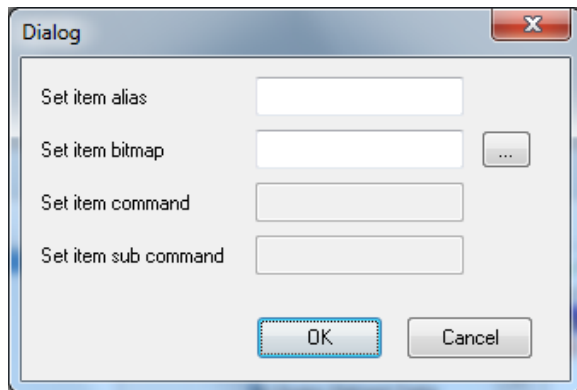 Dialog
Set item alias
Set item bitmap
...
Set item command
Set item sub command
OK
Cancel